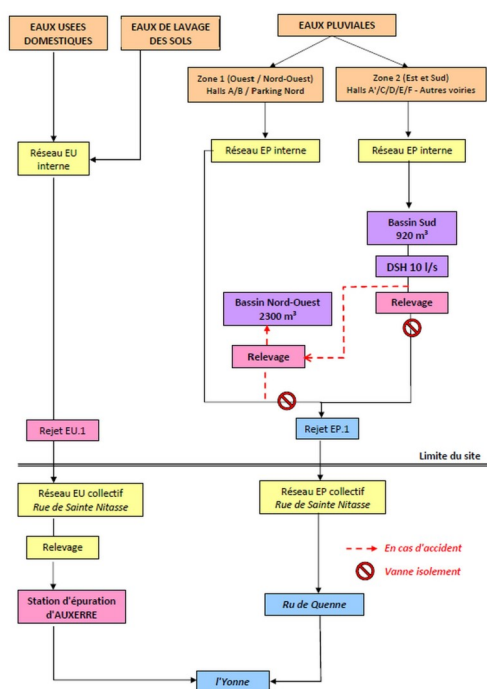 EAUX USEES
DOMESTIQUES
EAUX DE LAVAGE
DES SOLS
EAUX PLUVIALES
Zone 1 (Ouest / Nord-Ouest)
Halls A/B / Parking Nord
Zone 2 (Est et Sud)
Halls A'/C/D/E/F - Autres voiries
Réseau EU
interne
Réseau EP interne
Réseau EP interne
Bassin Sud
920 m³
DSH 10 l/s
Relevage
Bassin Nord-Ouest
2300 m³
Relevage
Rejet EU.1
Rejet EP.1
Limite du site
Réseau EU collectif
Rue de Sainte Nitasse
Réseau EP collectif
Rue de Sainte Nitasse
Relevage
En cas d'accident
Vanne isolement
Station d'épuration
d'AUXERRE
Ru de Quenne
l'Yonne